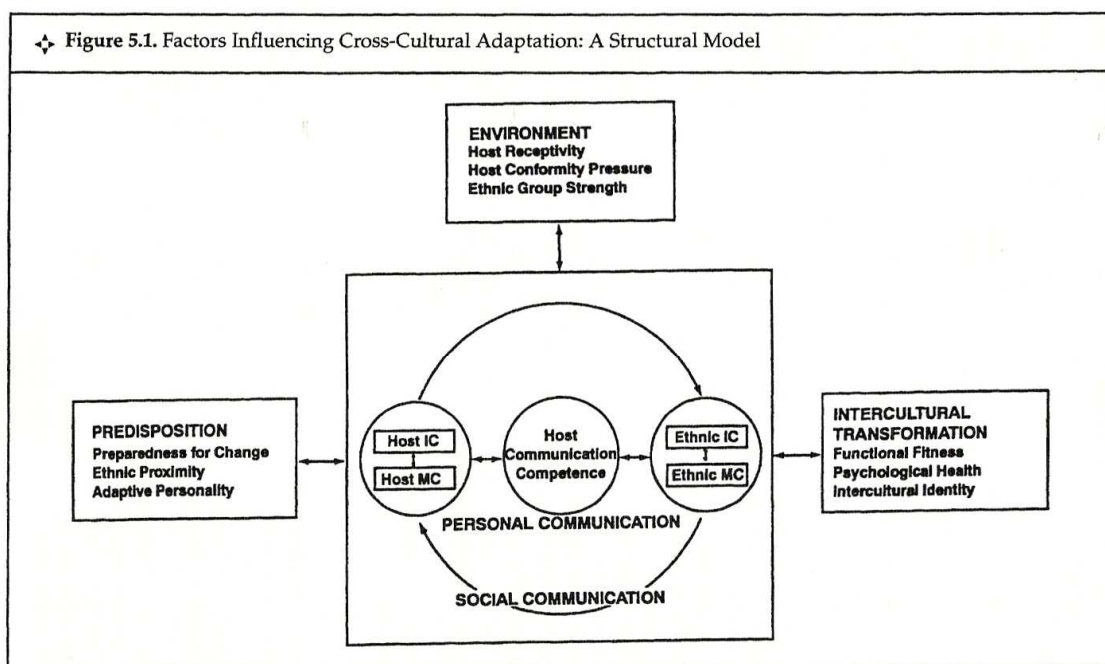 Figure 5.1. Factors Influencing Cross-Cultural Adaptation: A Structural Model
ENVIRONMENT
Host Receptivity
Host Conformity Pressure
Ethnic Group Strength
PREDISPOSITION
Preparedness for Change
Ethnic Proximity
Adaptive Personality
Host IC
Host MC
Host
Communication
Competence
Ethnic IC
Ethnic MC
PERSONAL COMMUNICATION
SOCIAL COMMUNICATION
INTERCULTURAL
TRANSFORMATION
Functional Fitness
Psychological Health
Intercultural Identity